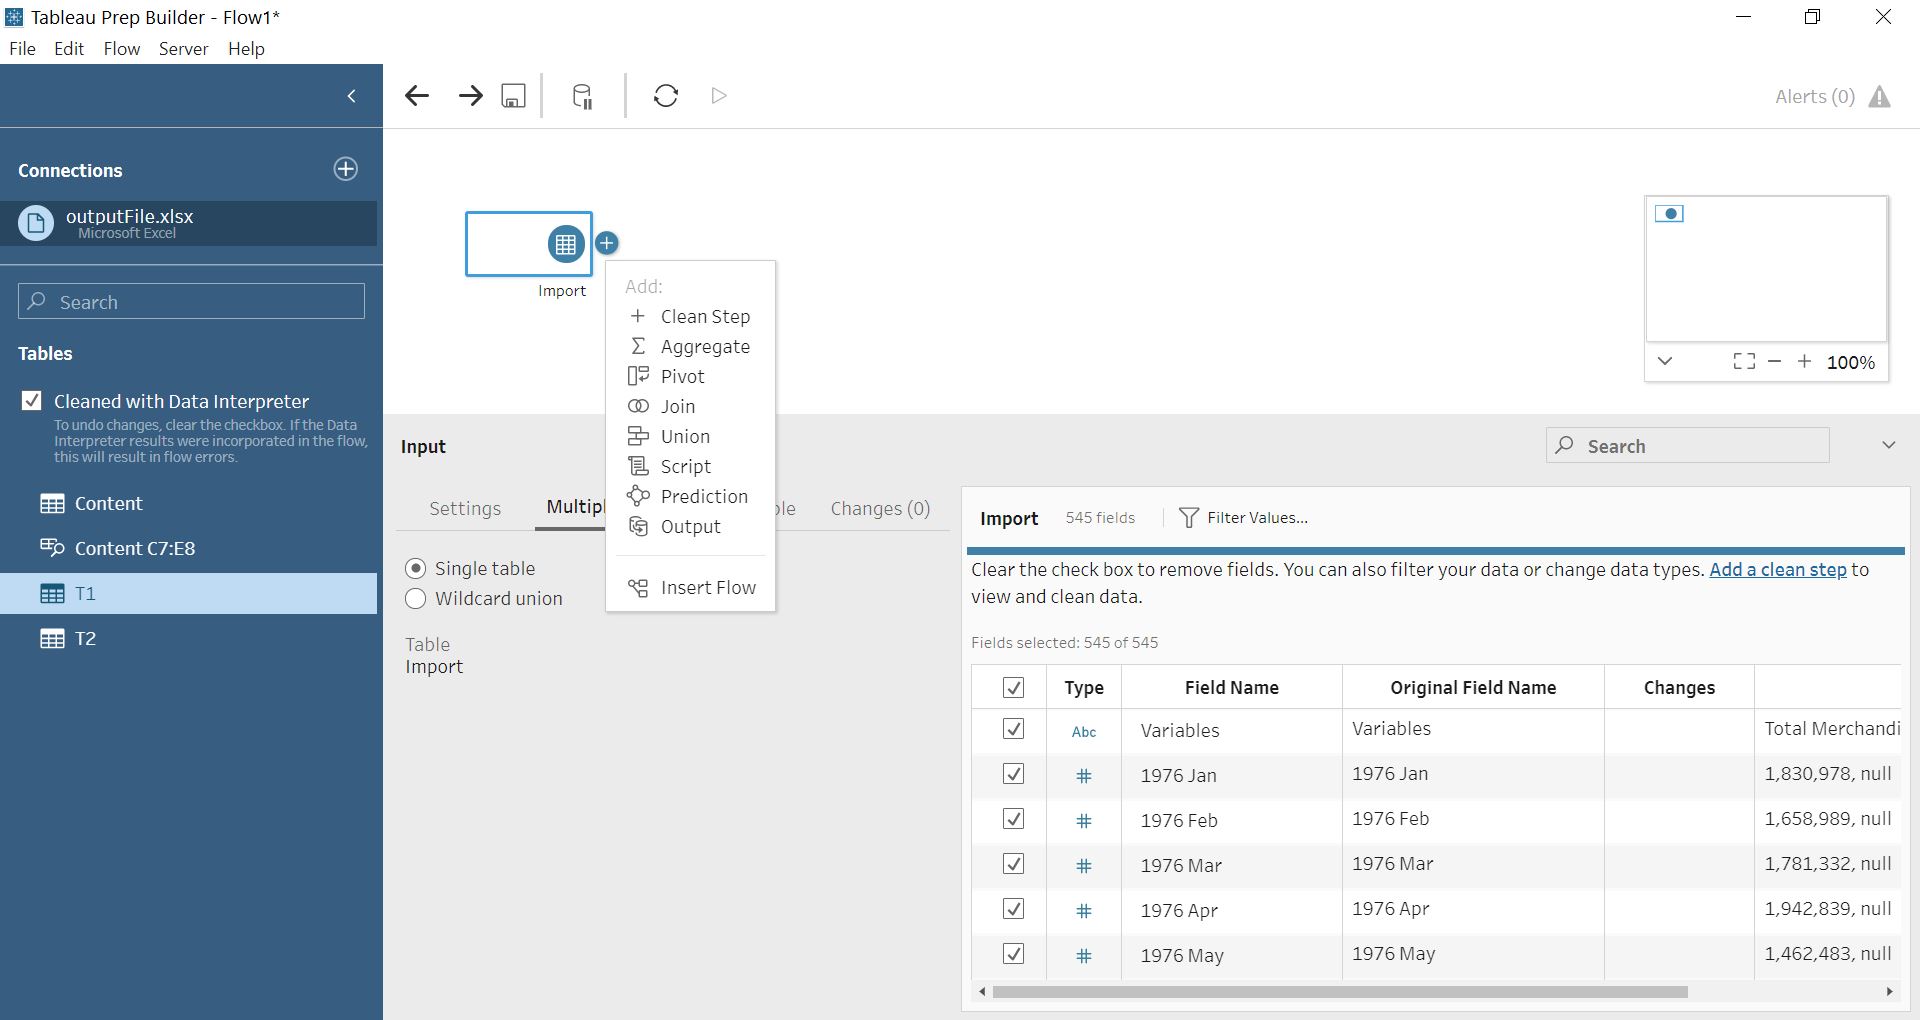 Tableau Prep Builder - Flow1*
File Edit Flow Server Help
Alerts (0)
Connections
outputFile.xlsx
Microsoft Excel
Search
Tables
Cleaned with Data Interpreter
To undo changes, clear the checkbox. If the Data
Interpreter results were incorporated in the flow,
this will result in flow errors.
Content
Content C7:E8
T1
T2
Import
Add:
Clean Step
Aggregate
Pivot
Join
Union
Script
Prediction
Output
Insert Flow
100%
Input
Search
Settings Multipl ble Changes (0)
Single table
Wildcard union
Table
Import
Import 545 fields Filter Values...
Clear the check box to remove fields. You can also filter your data or change data types. Add a clean step to
view and clean data.
Fields selected: 545 of 545
Type Field Name Original Field Name Changes
Abc Variables Variables Total Merchandi
# 1976 Jan 1976 Jan 1,830,978, null
# 1976 Feb 1976 Feb 1,658,989, null
# 1976 Mar 1976 Mar 1,781,332, null
# 1976 Apr 1976 Apr 1,942,839, null
# 1976 May 1976 May 1,462,483, null